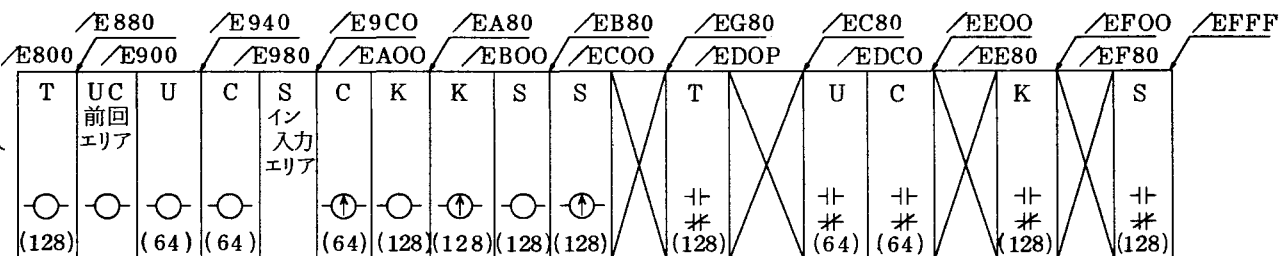 /E880 /E940 /E9CO /EA80 /EB80 /EG80 /EC80 /EEOO /EFOO /EFFF
/E800 /E900 /E980 /EAOO /EBOO /ECOO /EDOP /EDCO /EE80 /EF80
T UC U C S C K K S S T U C K S
前回 イン
エリア 入力
エリア
(128) (64) (64) (64) (128) (128) (128) (128) (128) (64) (64) (128) (128)